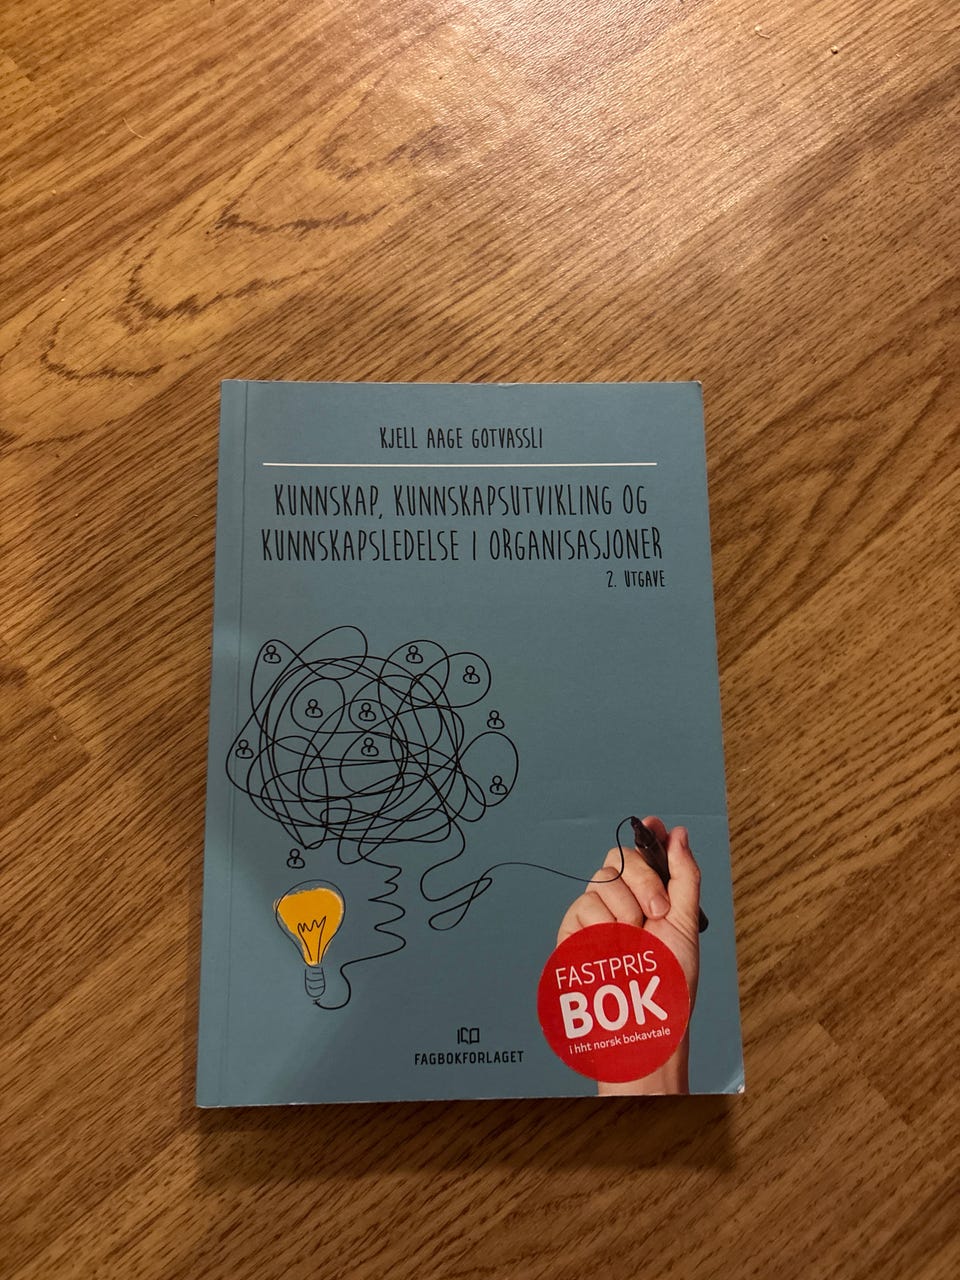 KJELL AAGE GOTVASSLI
KUNNSKAP, KUNNSKAPSUTVIKLING OG
KUNNSKAPSLEDELSE I ORGANISASJONER
2. UTGAVE
FASTPRIS
BOK
i hht norsk bokavtale
FAGBOKFORLAGET